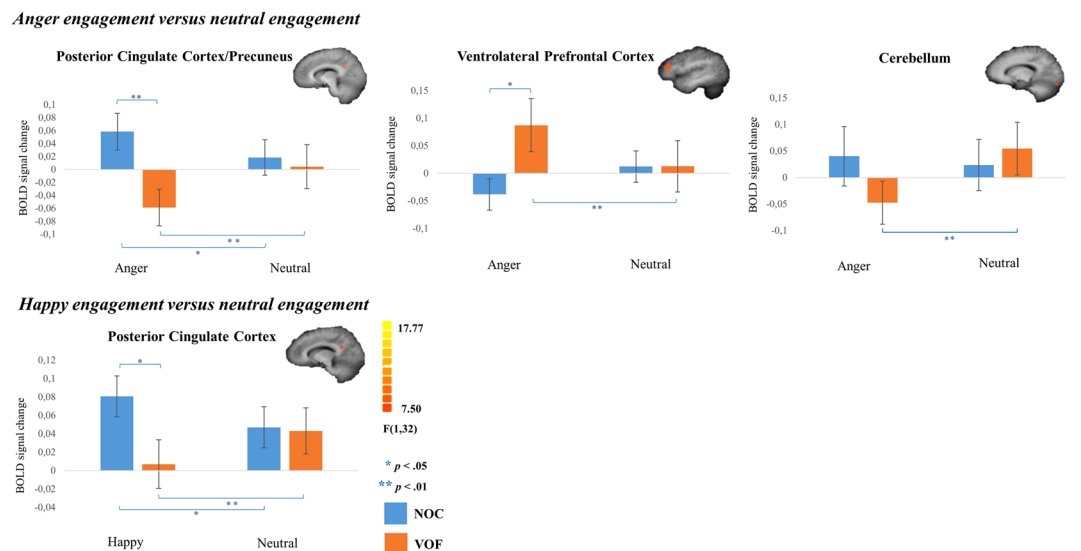 Anger engagement versus neutral engagement
Posterior Cingulate Cortex/Precuneus
BOLD signal change
0,1
0,08
0,06
0,04
0,02
0
-0,02
-0,04
-0,06
-0,08
-0,1
**
**
*
Anger Neutral
Ventrolateral Prefrontal Cortex
BOLD signal change
0,15
0,1
0,05
0
-0,05
-0,1
*
**
Anger Neutral
Cerebellum
BOLD signal change
0,15
0,1
0,05
0
-0,05
-0,1
**
Anger Neutral
Happy engagement versus neutral engagement
Posterior Cingulate Cortex
BOLD signal change
0,12
0,1
0,08
0,06
0,04
0,02
0
-0,02
-0,04
*
**
*
Happy Neutral
17.77
7.50
F(1,32)
* p < .05
** p < .01
NOC
VOF